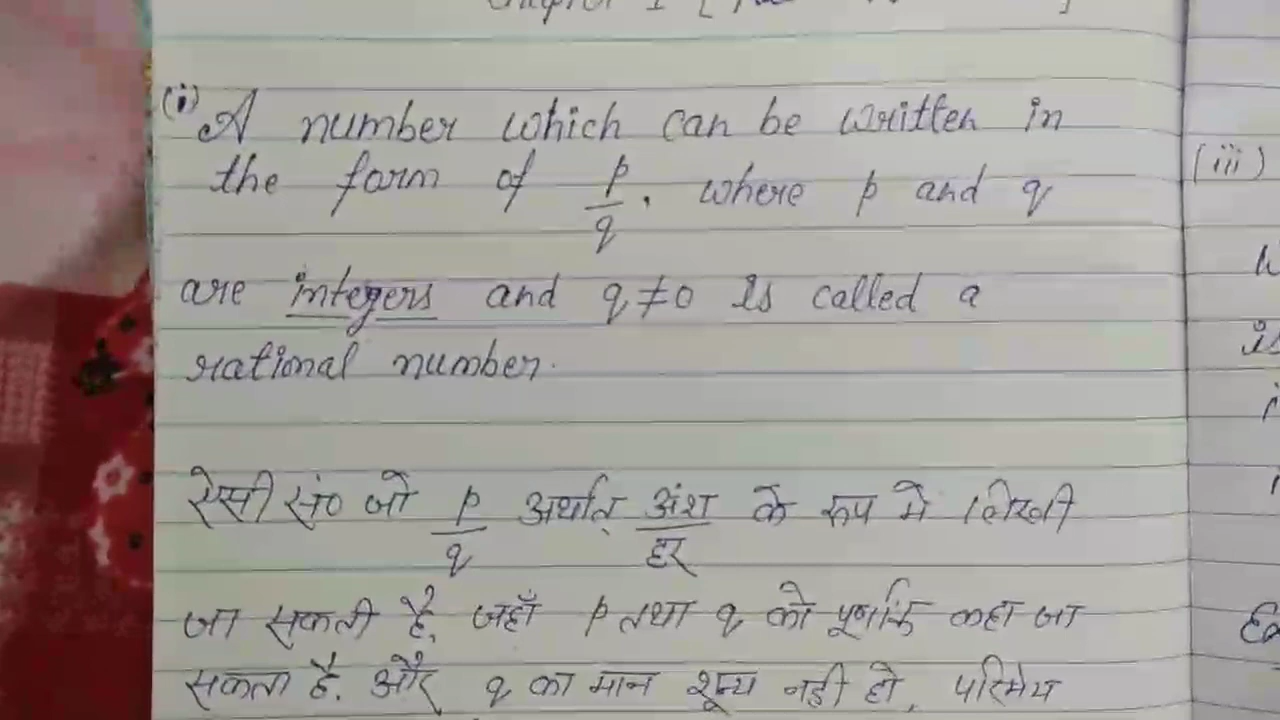 (i) A number which can be written in
the form of p/q. where p and q
are integers and q≠0 is called a
rational number.
ऐसी सं० जो p/q अर्थात् अंश/हर के रूप मे लिखी
जा सकती है, जहाँ p तथा q को पूर्णांक कहा जा
सकता है. और q का मान शून्य नही हो, परिमेय
(iii)